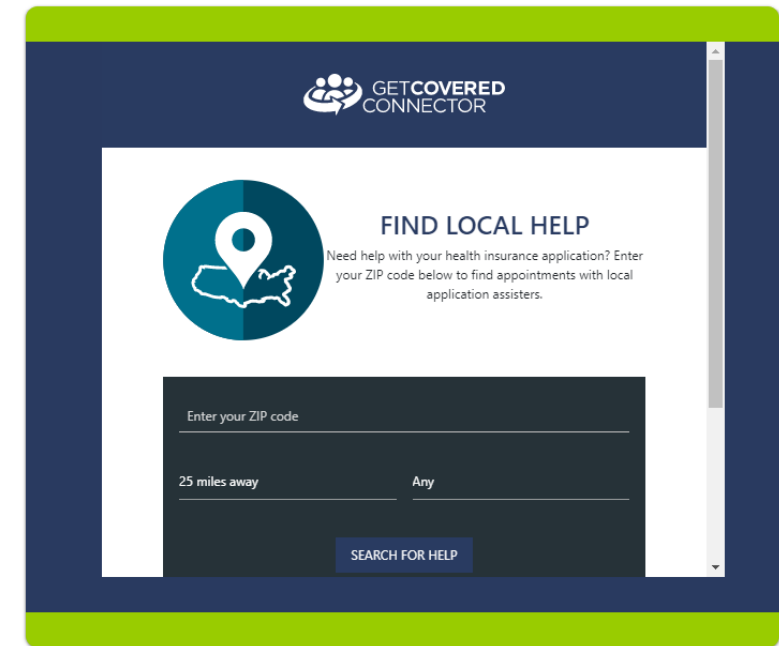 GETCOVERED
CONNECTOR
FIND LOCAL HELP
Need help with your health insurance application? Enter
your ZIP code below to find appointments with local
application assisters.
Enter your ZIP code
25 miles away
Any
SEARCH FOR HELP